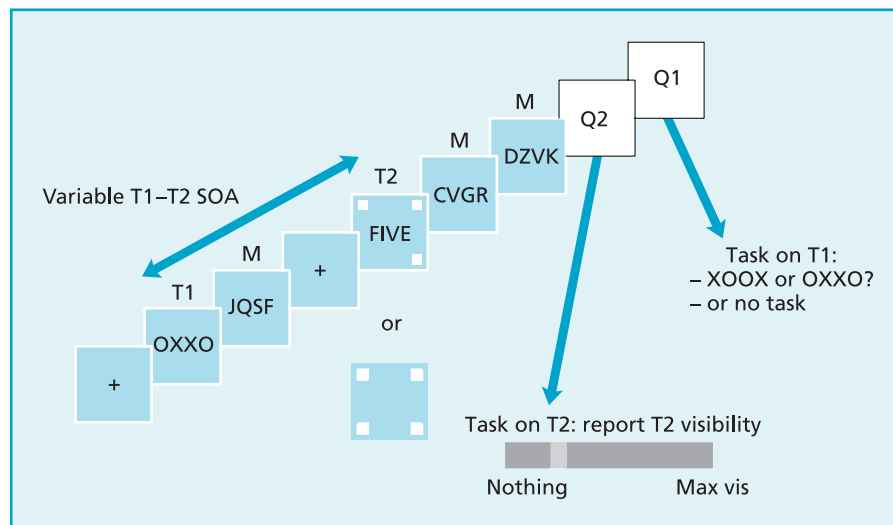 Q1
Q2
M
DZVK
M
CVGR
T2
FIVE
Variable T1–T2 SOA
+
M
JQSF
T1
OXXO
+
or
Task on T1:
– XOOX or OXXO?
– or no task
Task on T2: report T2 visibility
Nothing Max vis